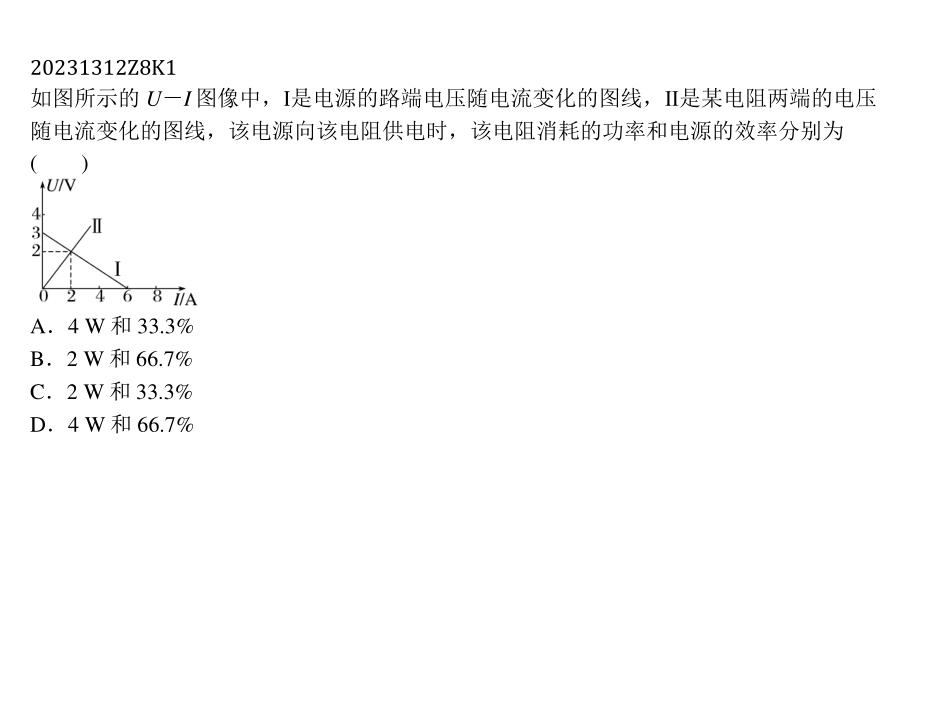 20231312Z8K1
如图所示的 U－I 图像中，Ⅰ是电源的路端电压随电流变化的图线，Ⅱ是某电阻两端的电压
随电流变化的图线，该电源向该电阻供电时，该电阻消耗的功率和电源的效率分别为
(　　)
U/V
4
Ⅱ
3
2
Ⅰ
0 2 4 6 8 I/A
A．4 W 和 33.3%
B．2 W 和 66.7%
C．2 W 和 33.3%
D．4 W 和 66.7%